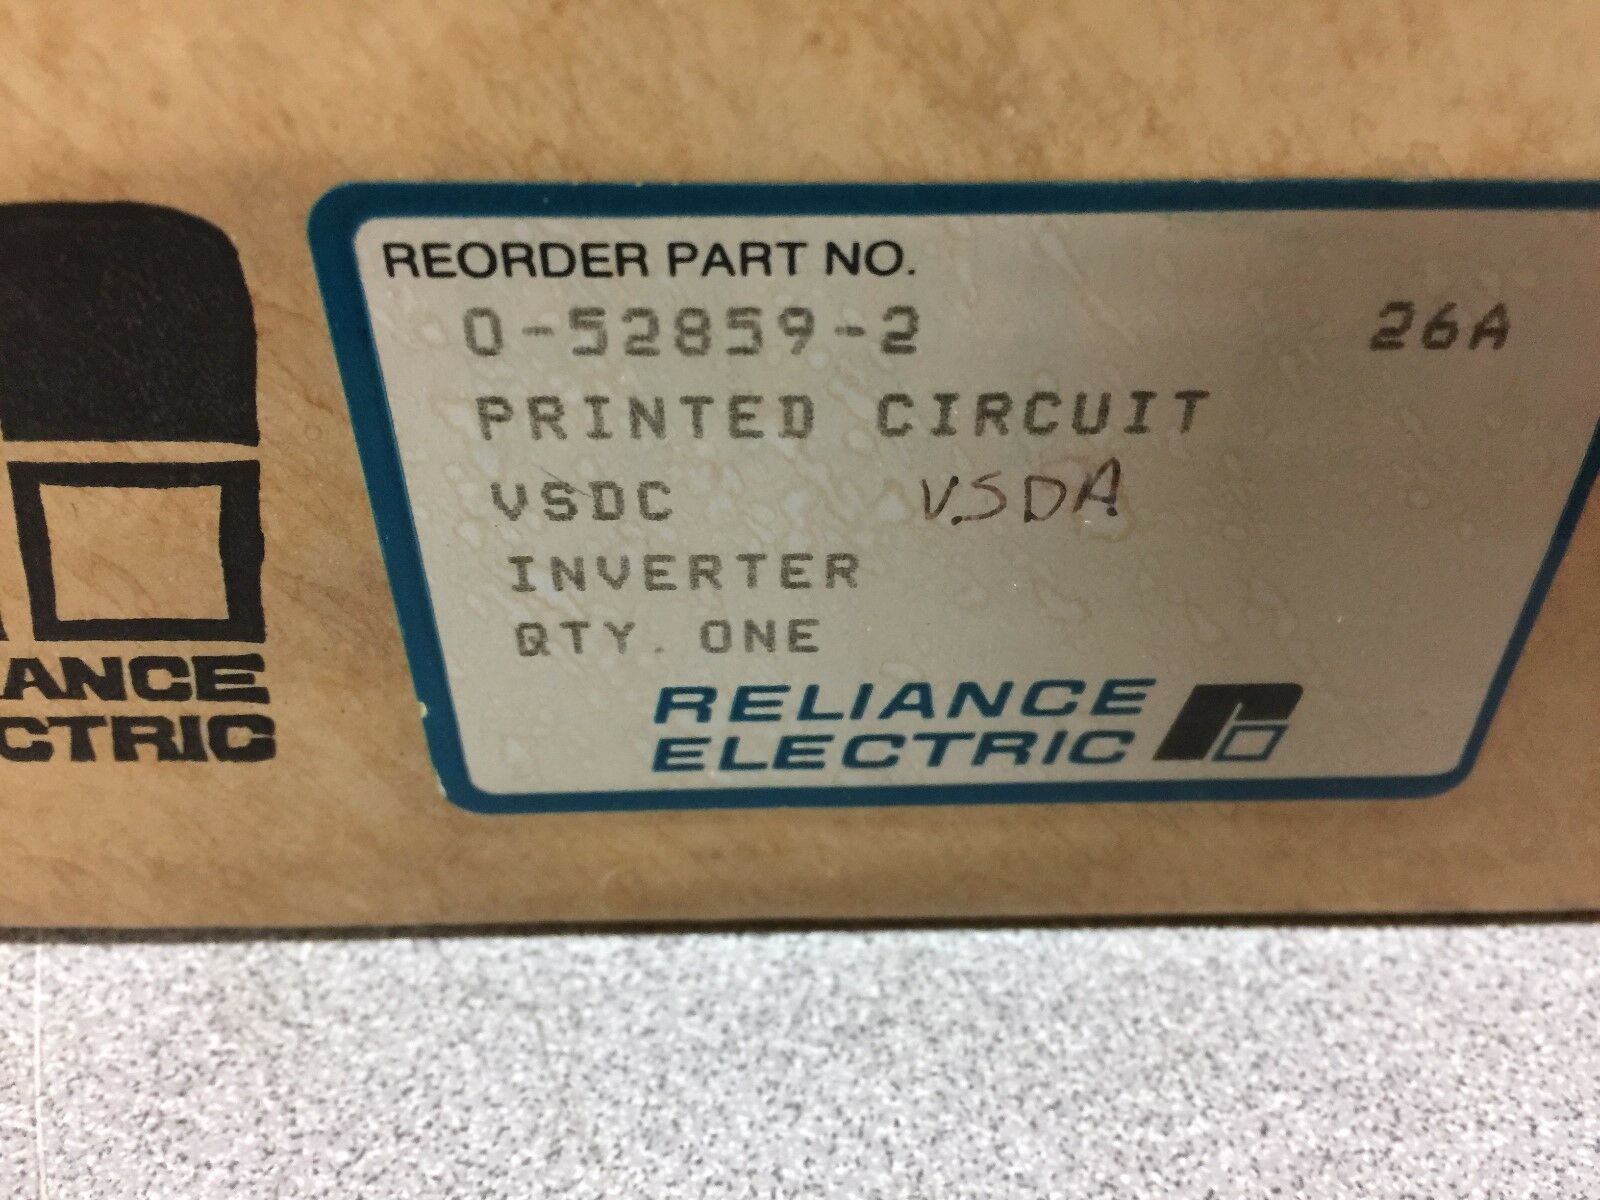 REORDER PART NO.
0-52859-2 26A
PRINTED CIRCUIT
VSDC V.SDA
INVERTER
QTY. ONE
RELIANCE
ELECTRIC
ANCE
CTRIC